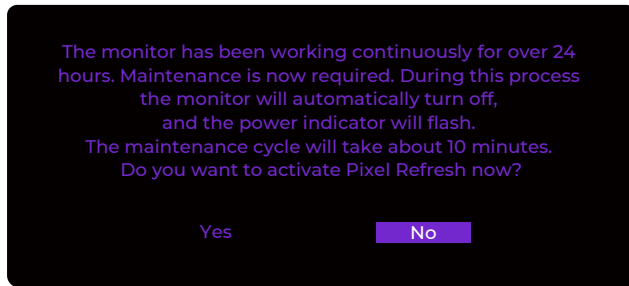 The monitor has been working continuously for over 24
hours. Maintenance is now required. During this process
the monitor will automatically turn off,
and the power indicator will flash.
The maintenance cycle will take about 10 minutes.
Do you want to activate Pixel Refresh now?
Yes No